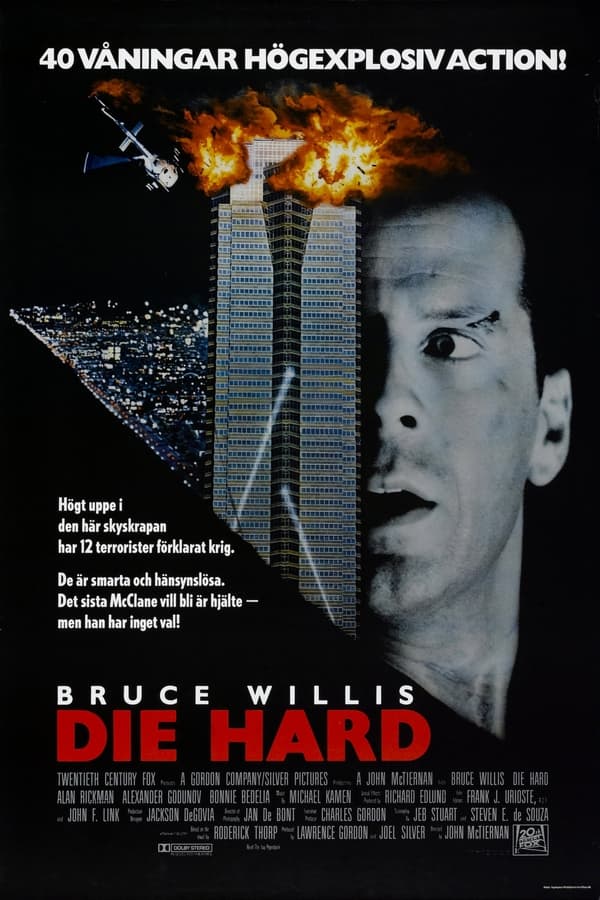 40 VÅNINGAR HÖGEXPLOSIV ACTION!
Högt uppe i
den här skyskrapan
har 12 terrorister förklarat krig.
De är smarta och hänsynslösa.
Det sista McClane vill bli är hjälte –
men han har inget val!
BRUCE WILLIS
DIE HARD
TWENTIETH CENTURY FOX A GORDON COMPANY/SILVER PICTURES A JOHN McTIERNAN BRUCE WILLIS DIE HARD
ALAN RICKMAN ALEXANDER GODUNOV BONNIE BEDELIA MICHAEL KAMEN RICHARD EDLUND FRANK J. URIOSTE,
and JOHN F. LINK JACKSON DeGOVIA JAN De BONT CHARLES GORDON JEB STUART and STEVEN E. de SOUZA
RODERICK THORP LAWRENCE GORDON and JOEL SILVER JOHN McTIERNAN
DOLBY STEREO
20th CENTURY FOX